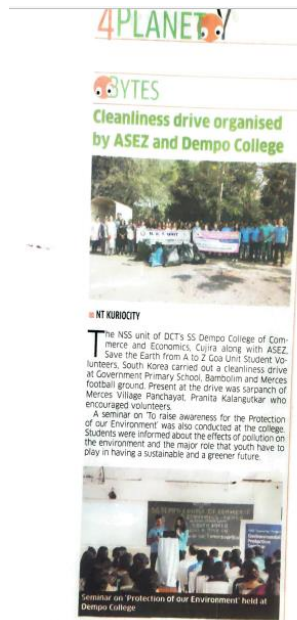 4PLANET
BYTES
Cleanliness drive organised
by ASEZ and Dempo College
NT KURIOCITY
The NSS unit of DCT's SS Dempo College of Com-
merce and Economics, Cujira along with ASEZ,
Save the Earth from A to Z Goa Unit Student Vo-
lunteers, South Korea carried out a cleanliness drive
at Government Primary School, Bambolim and Merces
football ground. Present at the drive was sarpanch of
Merces Village Panchayat, Pranita Kalangutkar who
encouraged volunteers.
A seminar on 'To raise awareness for the Protection
of our Environment' was also conducted at the college.
Students were informed about the effects of pollution on
the environment and the major role that youth have to
play in having a sustainable and a greener future.
Seminar on 'Protection of our Environment' held at
Dempo College